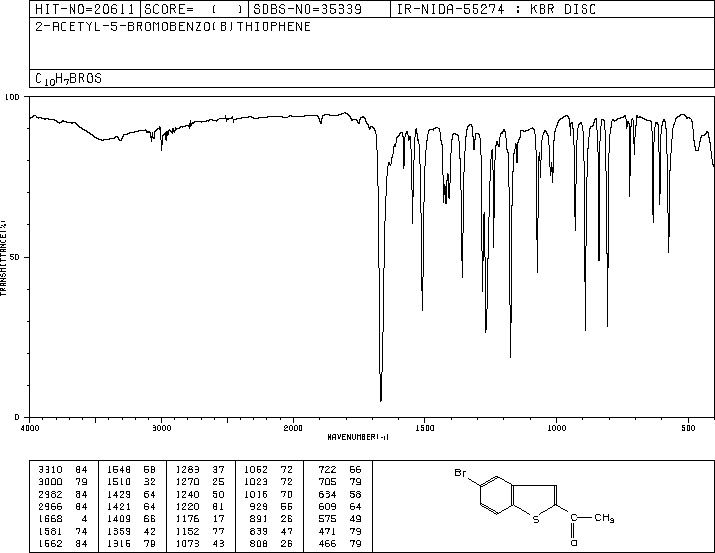 HIT-NO=20611 SCORE= ( ) SDBS-NO=35339 IR-NIDA-55274 : KBR DISC
2-ACETYL-5-BROMOBENZO(B)THIOPHENE
C10H7BROS
100
50
0
TRANSMITTANCE(%)
4000 3000 2000 1500 1000 500
WAVENUMBER(-1)
3310 84 1548 58 1283 37 1062 72 722 66
3000 79 1510 32 1270 25 1023 72 705 79
2982 84 1429 64 1240 50 1016 70 634 58
2966 84 1421 64 1220 81 929 56 609 64
1668 4 1409 66 1176 17 891 26 575 49
1581 74 1359 42 1152 77 839 47 471 79
1562 84 1316 79 1073 43 808 26 466 79
Br
S
C
CH3
O